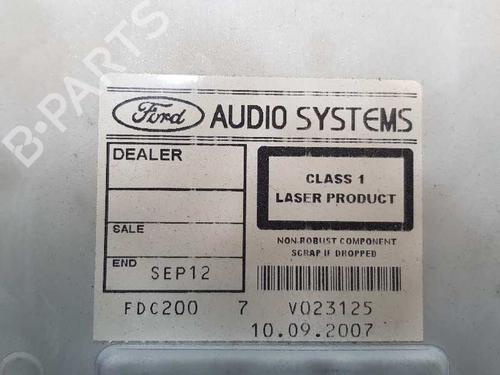 Ford AUDIO SYSTEMS
DEALER
CLASS 1
LASER PRODUCT
SALE
NON-ROBUST COMPONENT
SCRAP IF DROPPED
END SEP12
FDC200 7 V023125
10.09.2007
B-PARTS
B-PARTS